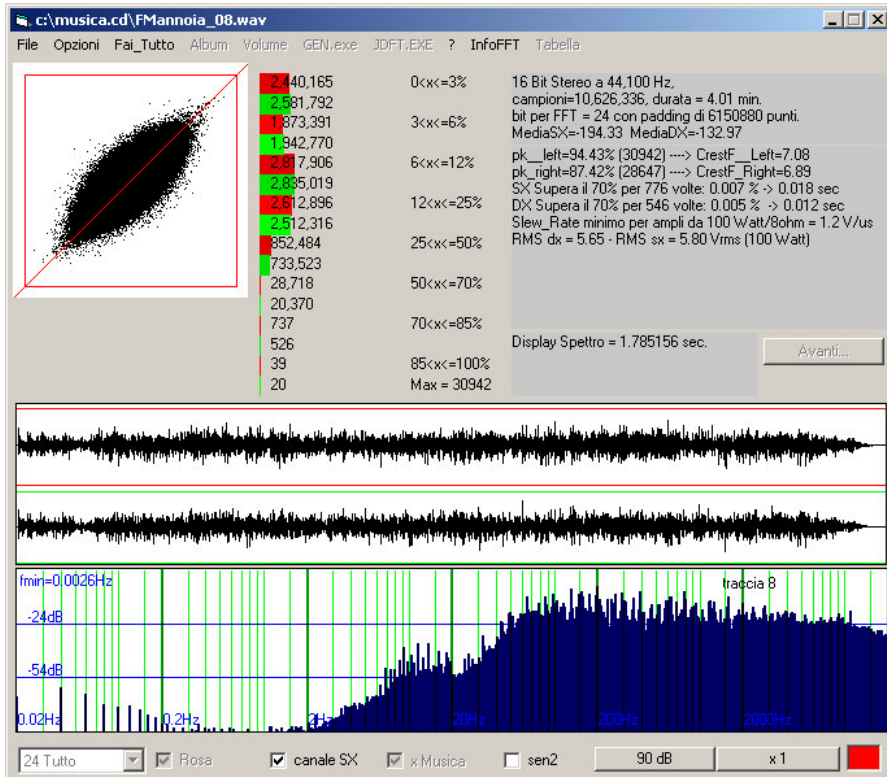 c:\musica.cd\FMannoia_08.wav
File Opzioni Fai_Tutto Album Volume GEN.exe JDFT.EXE ? InfoFFT Tabella
2,440,165 0<x<=3%
2,581,792
1,873,391 3<x<=6%
1,942,770
2,817,906 6<x<=12%
2,835,019
2,612,896 12<x<=25%
2,512,316
852,484 25<x<=50%
733,523
28,718 50<x<=70%
20,370
737 70<x<=85%
526
39 85<x<=100%
20 Max = 30942
16 Bit Stereo a 44,100 Hz,
campioni=10,626,336, durata = 4.01 min.
bit per FFT = 24 con padding di 6150880 punti.
MediaSX=-194.33 MediaDX=-132.97
pk__left=94.43% (30942) ----> CrestF__Left=7.08
pk_right=87.42% (28647) ----> CrestF_Right=6.89
SX Supera il 70% per 776 volte: 0.007 % -> 0.018 sec
DX Supera il 70% per 546 volte: 0.005 % -> 0.012 sec
Slew_Rate minimo per ampli da 100 Watt/8ohm = 1.2 V/us
RMS dx = 5.65 - RMS sx = 5.80 Vrms (100 Watt)
Display Spettro = 1.785156 sec.
Avanti...
fmin=0.0026Hz traccia 8
-24dB
-54dB
0.02Hz 0.2Hz 2Hz 20Hz 200Hz 2000Hz
24 Tutto Rosa canale SX x Musica sen2 90 dB x 1